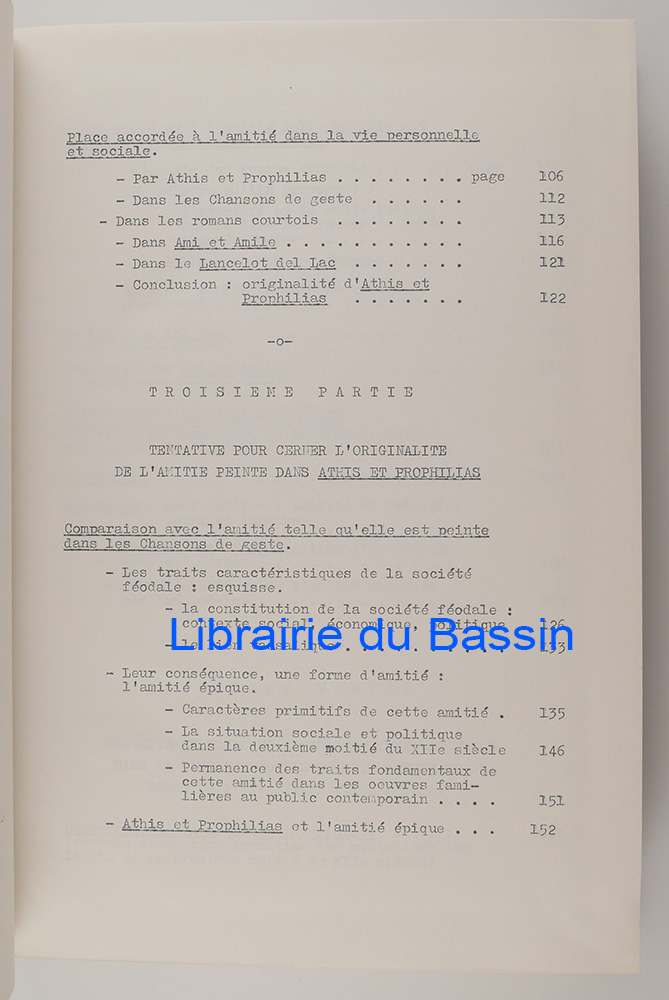 Place accordée à l'amitié dans la vie personnelle
et sociale.
- Par Athis et Prophilias . . . . . . . . page 106
- Dans les Chansons de geste . . . . . . 112
- Dans les romans courtois . . . . . . . . 113
- Dans Ami et Amile . . . . . . . . . . . 116
- Dans le Lancelot del Lac . . . . . . . 121
- Conclusion : originalité d'Athis et
Prophilias . . . . . . . 122
-o-
TROISIEME PARTIE
TENTATIVE POUR CERNER L'ORIGINALITE
DE L'AMITIE PEINTE DANS ATHIS ET PROPHILIAS
Comparaison avec l'amitié telle qu'elle est peinte
dans les Chansons de geste.
- Les traits caractéristiques de la société
féodale : esquisse.
- la constitution de la société féodale :
contexte social, économique, politique 126
Librairie du Bassin
133
- Leur conséquence, une forme d'amitié :
l'amitié épique.
- Caractères primitifs de cette amitié . 135
- La situation sociale et politique
dans la deuxième moitié du XIIe siècle 146
- Permanence des traits fondamentaux de
cette amitié dans les oeuvres fami-
lières au public contemporain . . . . 151
- Athis et Prophilias et l'amitié épique . . . 152